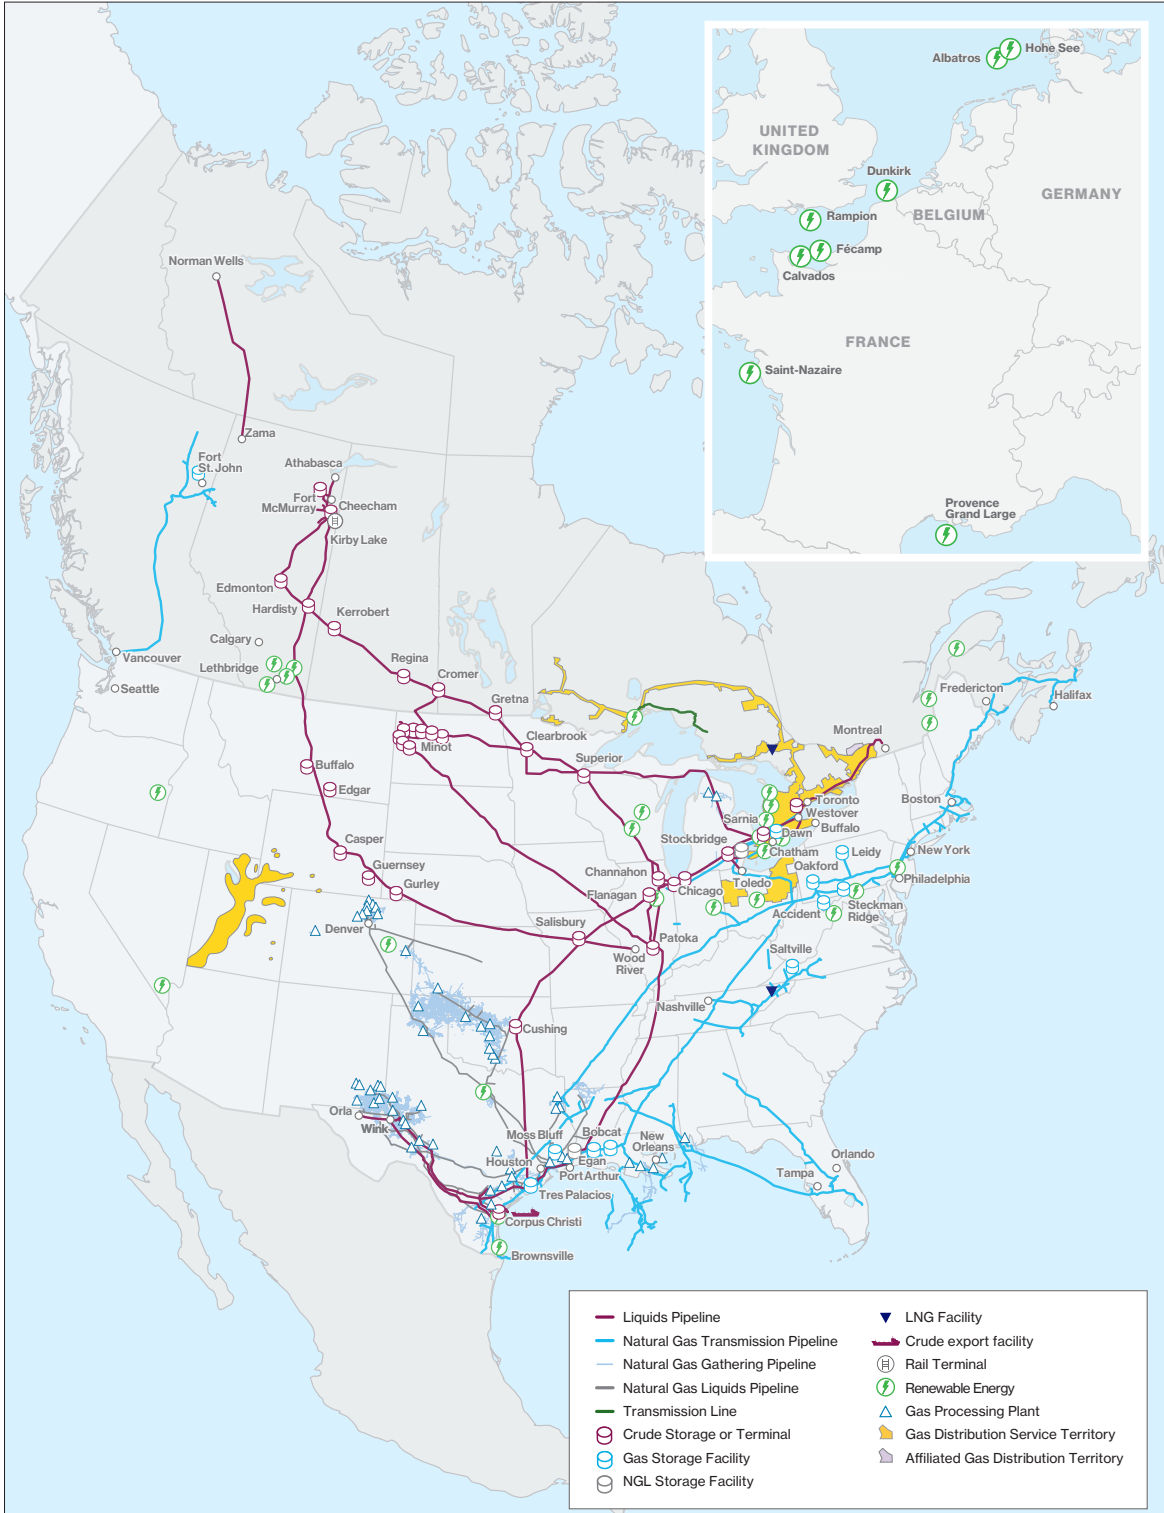 Albatros
Hohe See
UNITED
KINGDOM
Dunkirk
GERMANY
Rampion
BELGIUM
Fécamp
Calvados
FRANCE
Saint-Nazaire
Provence
Grand Large
Norman Wells
Zama
Fort
St. John
Athabasca
Fort
McMurray
Cheecham
Kirby Lake
Edmonton
Hardisty
Kerrobert
Calgary
Vancouver
Lethbridge
Regina
Cromer
Seattle
Gretna
Fredericton
Halifax
Montreal
Clearbrook
Minot
Superior
Buffalo
Edgar
Toronto
Westover
Boston
Sarnia
Buffalo
Stockbridge
Dawn
Casper
Chatham
New York
Leidy
Oakford
Guernsey
Channahon
Toledo
Philadelphia
Gurley
Flanagan
Chicago
Steckman
Ridge
Accident
Salisbury
Denver
Patoka
Wood
River
Saltville
Nashville
Cushing
Orla
Wink
Moss Bluff
Bobcat
New
Orleans
Houston
Egan
Port Arthur
Orlando
Tampa
Tres Palacios
Corpus Christi
Brownsville
Liquids Pipeline
Natural Gas Transmission Pipeline
Natural Gas Gathering Pipeline
Natural Gas Liquids Pipeline
Transmission Line
Crude Storage or Terminal
Gas Storage Facility
NGL Storage Facility
LNG Facility
Crude export facility
Rail Terminal
Renewable Energy
Gas Processing Plant
Gas Distribution Service Territory
Affiliated Gas Distribution Territory